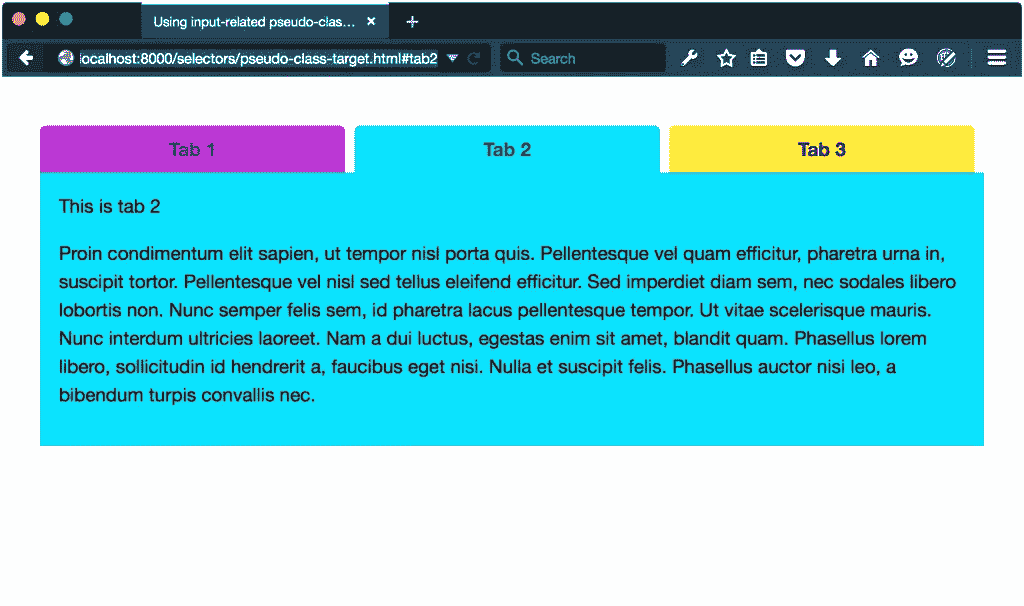 Using input-related pseudo-clas...
localhost:8000/selectors/pseudo-class-target.html#tab2
Search
Tab 1
Tab 2
Tab 3
This is tab 2
Proin condimentum elit sapien, ut tempor nisl porta quis. Pellentesque vel quam efficitur, pharetra urna in,
suscipit tortor. Pellentesque vel nisl sed tellus eleifend efficitur. Sed imperdiet diam sem, nec sodales libero
lobortis non. Nunc semper felis sem, id pharetra lacus pellentesque tempor. Ut vitae scelerisque mauris.
Nunc interdum ultricies laoreet. Nam a dui luctus, egestas enim sit amet, blandit quam. Phasellus lorem
libero, sollicitudin id hendrerit a, faucibus eget nisi. Nulla et suscipit felis. Phasellus auctor nisi leo, a
bibendum turpis convallis nec.